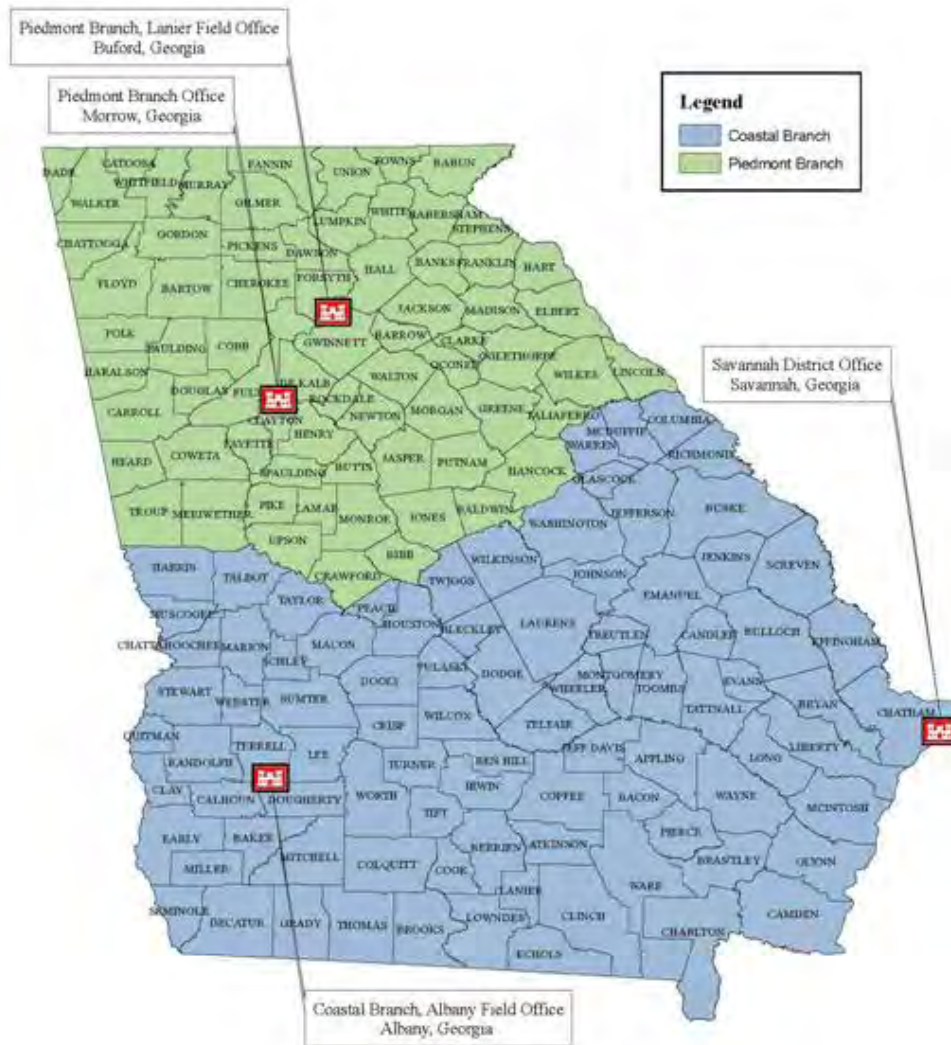 Piedmont Branch, Lanier Field Office
Buford, Georgia
Piedmont Branch Office
Morrow, Georgia
Legend
Coastal Branch
Piedmont Branch
Savannah District Office
Savannah, Georgia
CATOOSA
FANNIN
TOWNS
RABUN
DADE
WHITFIELD
MURRAY
UNION
WALKER
GILMER
WHITE
HABERSHAM
LUMPKIN
STEPHENS
CHATTOOGA
GORDON
PICKENS
DAWSON
BANKS
FRANKLIN
HART
FLOYD
BARTOW
CHEROKEE
FORSYTH
HALL
JACKSON
MADISON
ELBERT
POLK
PAULDING
COBB
GWINNETT
BARROW
CLARKE
OCONEE
OGLETHORPE
HARALSON
DOUGLAS
WALTON
WILKES
LINCOLN
CARROLL
ROCKDALE
NEWTON
MORGAN
GREENE
TALIAFERRO
CLAYTON
HENRY
MCDUFFIE
COLUMBIA
HEARD
COWETA
FAYETTE
WARREN
RICHMOND
SPAULDING
BUTTS
JASPER
PUTNAM
HANCOCK
GLASCOCK
TROUP
MERIWETHER
PIKE
LAMAR
MONROE
JONES
BALDWIN
WASHINGTON
JEFFERSON
BURKE
UPSON
BIBB
WILKINSON
HARRIS
TALBOT
CRAWFORD
TWIGGS
JOHNSON
JENKINS
SCREVEN
TAYLOR
PEACH
EMANUEL
MUSCOGEE
HOUSTON
BLECKLEY
LAURENS
CHATTAHOOCHEE
MARION
MACON
TREUTLEN
CANDLER
BULLOCH
EFFINGHAM
SCHLEY
PULASKI
DODGE
MONTGOMERY
STEWART
WEBSTER
SUMTER
DOOLY
WHEELER
TOOMBS
EVANS
CRISP
WILCOX
TELFAIR
TATTNALL
BRYAN
CHATHAM
QUITMAN
TERRELL
LEE
JEFF DAVIS
LIBERTY
RANDOLPH
TURNER
BEN HILL
APPLING
LONG
CLAY
CALHOUN
DOUGHERTY
WORTH
IRWIN
COFFEE
BACON
WAYNE
MCINTOSH
TIFT
EARLY
BAKER
PIERCE
MITCHELL
BERRIEN
ATKINSON
MILLER
COLQUITT
COOK
BRANTLEY
GLYNN
LANIER
WARE
SEMINOLE
DECATUR
GRADY
THOMAS
BROOKS
LOWNDES
CLINCH
CAMDEN
CHARLTON
ECHOLS
Coastal Branch, Albany Field Office
Albany, Georgia